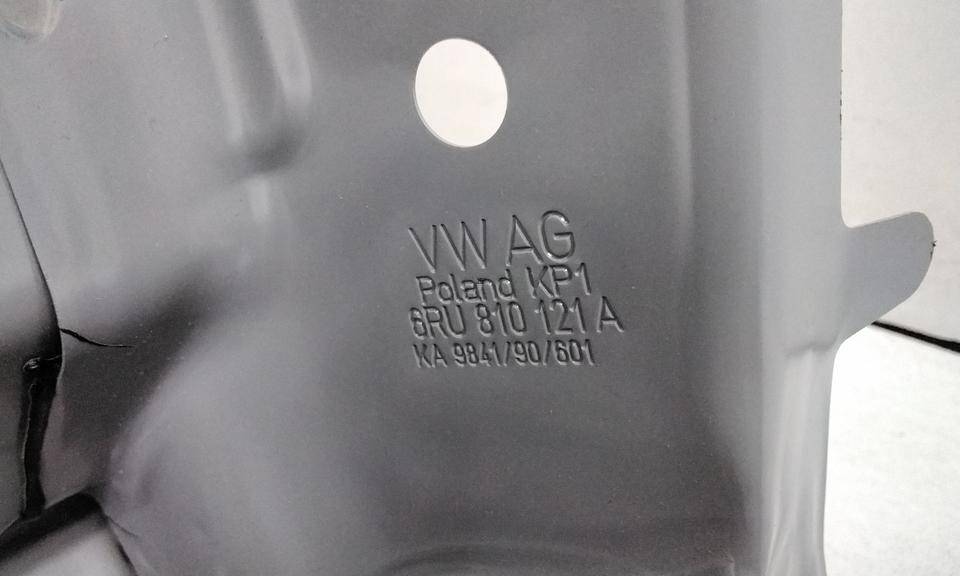 VW AG
Poland KP1
6RU 810 121 A
KA 9841/90/601